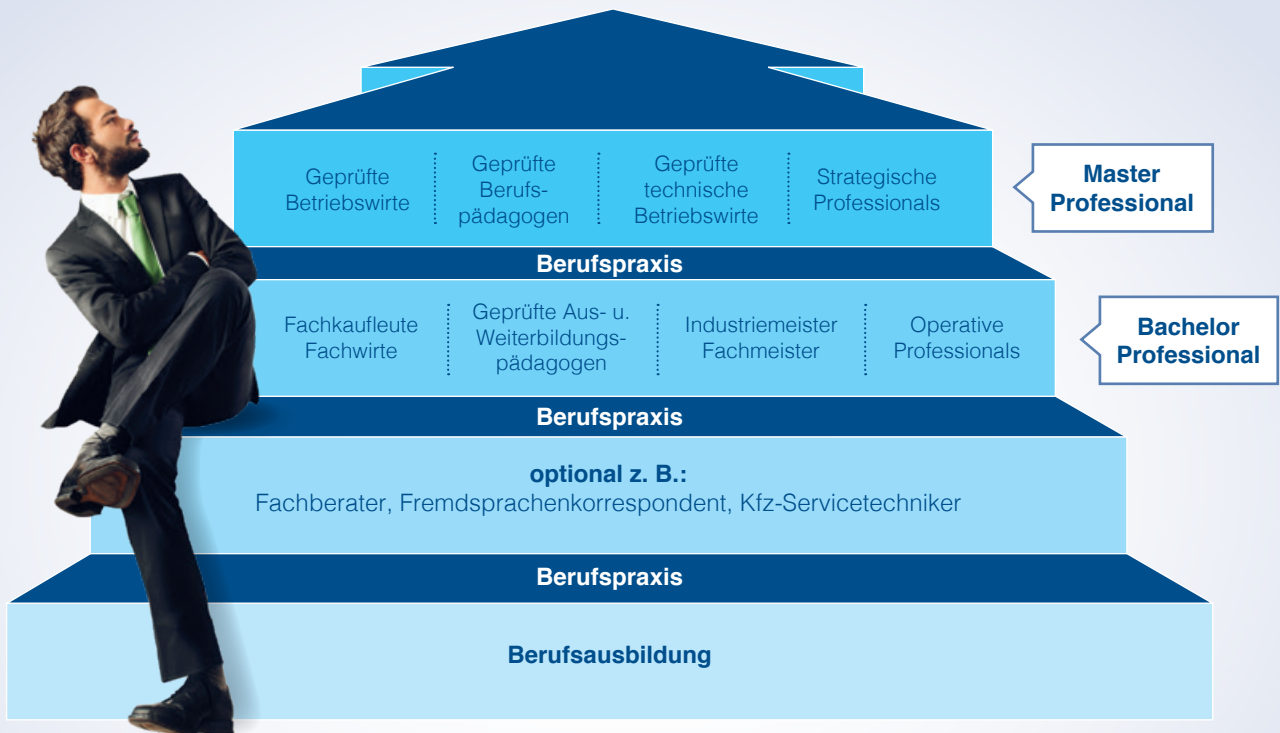 Geprüfte
Betriebswirte
Geprüfte
Berufs-
pädagogen
Geprüfte
technische
Betriebswirte
Strategische
Professionals
Master
Professional
Berufspraxis
Fachkaufleute
Fachwirte
Geprüfte Aus- u.
Weiterbildungs-
pädagogen
Industriemeister
Fachmeister
Operative
Professionals
Bachelor
Professional
Berufspraxis
optional z. B.:
Fachberater, Fremdsprachenkorrespondent, Kfz-Servicetechniker
Berufspraxis
Berufsausbildung